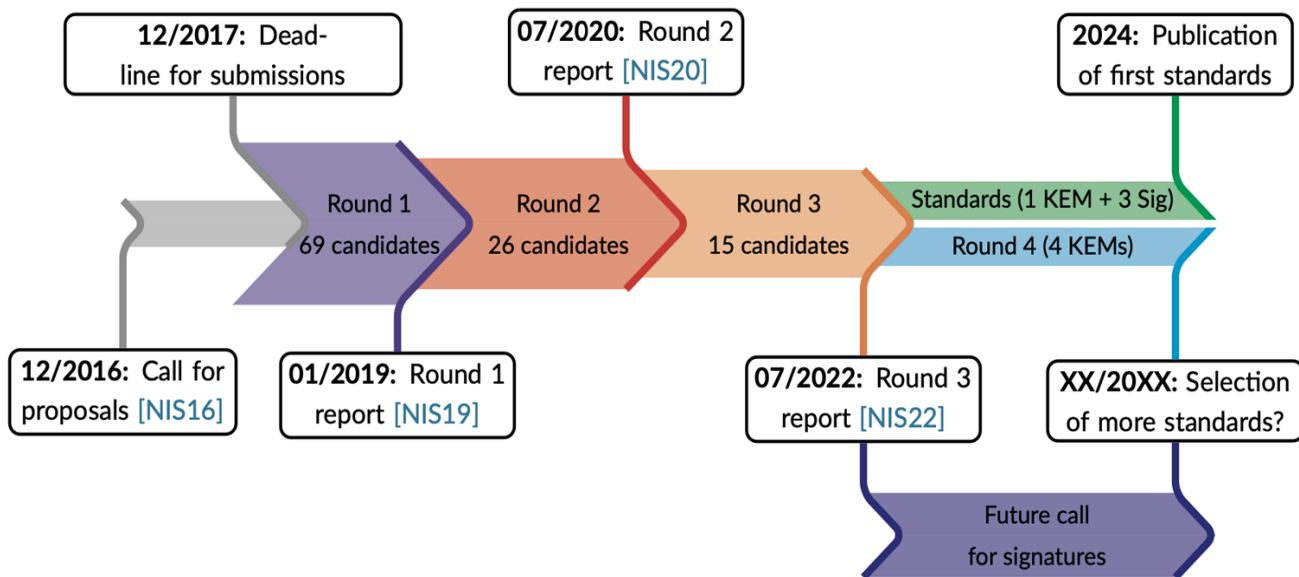 12/2017: Dead-
line for submissions
07/2020: Round 2
report [NIS20]
2024: Publication
of first standards
Round 1
69 candidates
Round 2
26 candidates
Round 3
15 candidates
Standards (1 KEM + 3 Sig)
Round 4 (4 KEMs)
12/2016: Call for
proposals [NIS16]
01/2019: Round 1
report [NIS19]
07/2022: Round 3
report [NIS22]
XX/20XX: Selection
of more standards?
Future call
for signatures